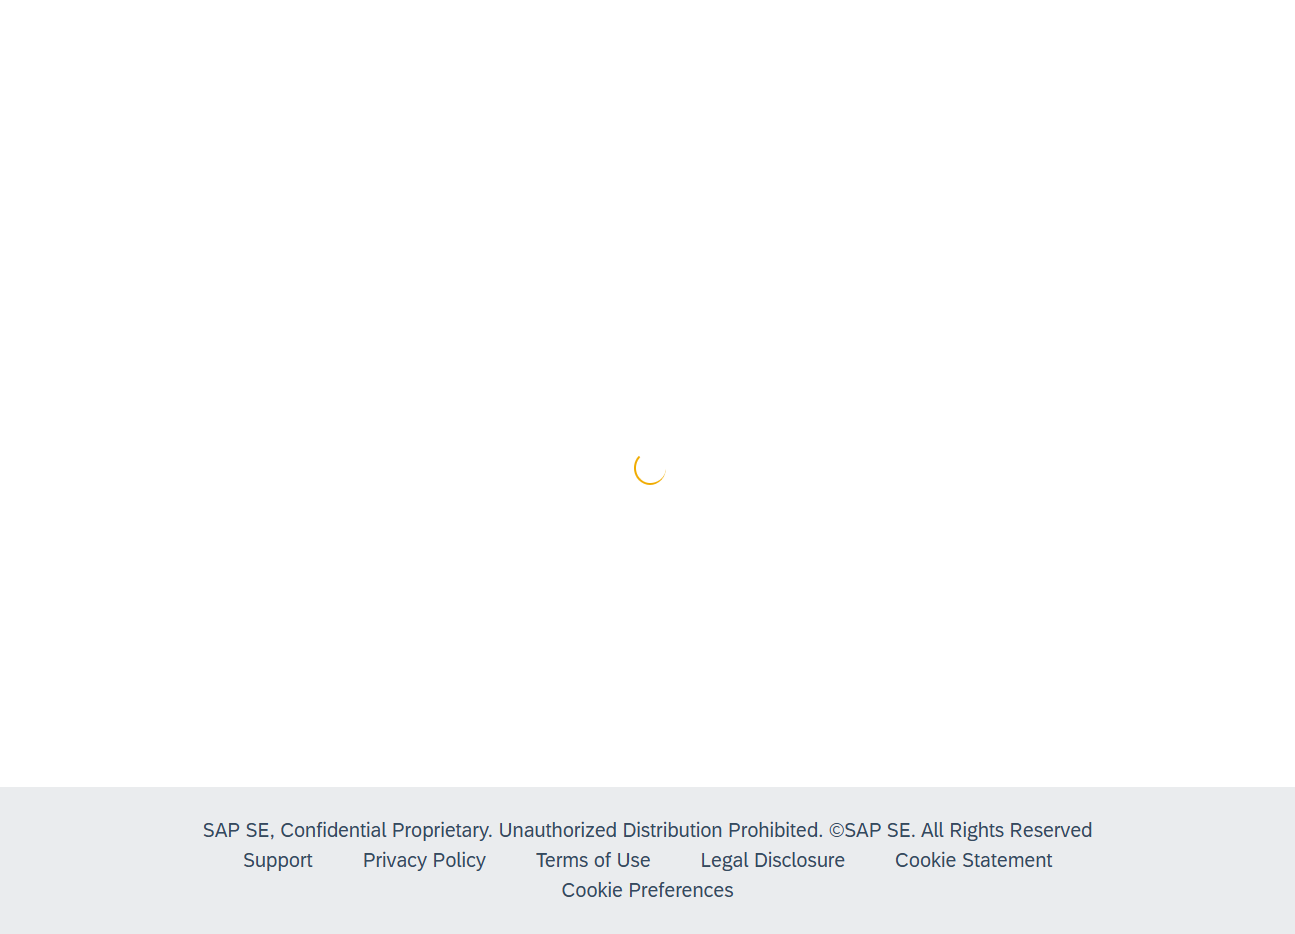 SAP SE, Confidential Proprietary. Unauthorized Distribution Prohibited. ©SAP SE. All Rights Reserved
Support Privacy Policy Terms of Use Legal Disclosure Cookie Statement
Cookie Preferences